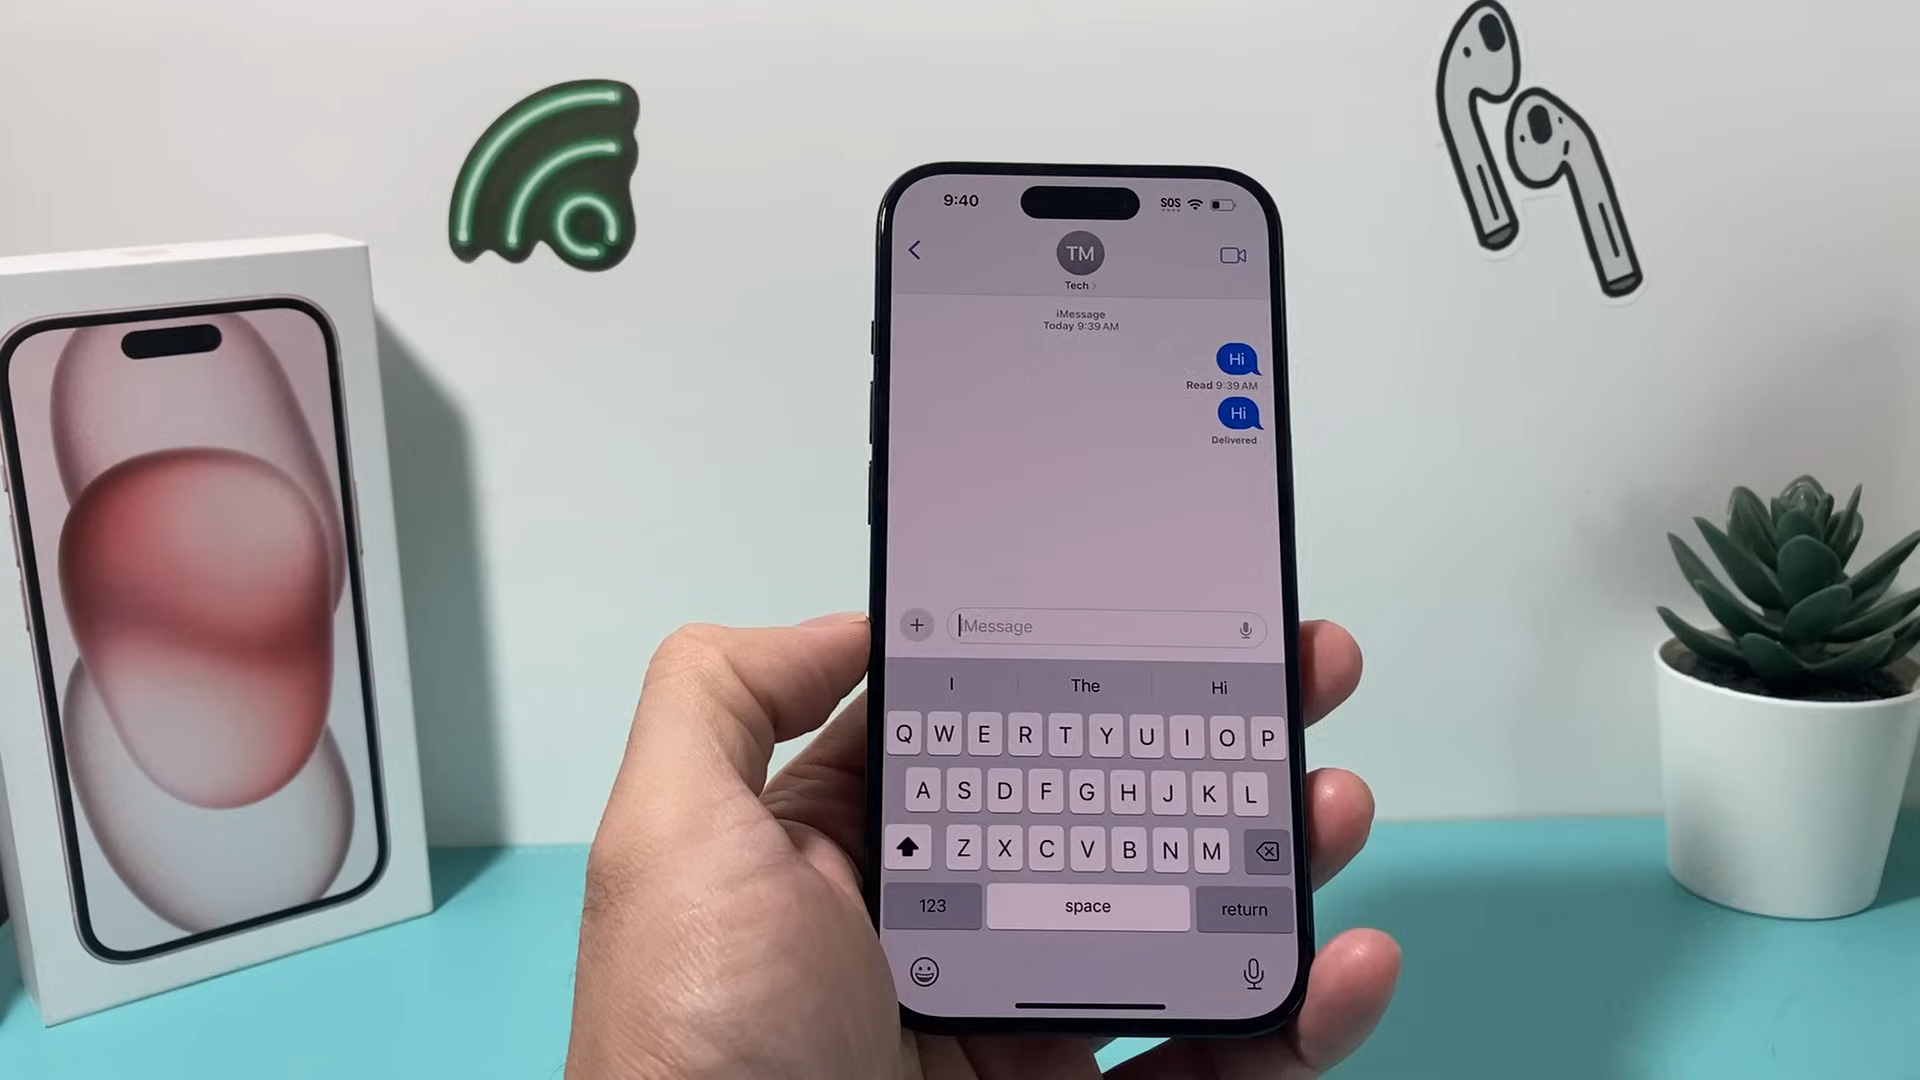 9:40
SOS
TM
Tech
iMessage
Today 9:39 AM
Hi
Read 9:39 AM
Hi
Delivered
iMessage
I The Hi
Q W E R T Y U I O P
A S D F G H J K L
Z X C V B N M
123 space return